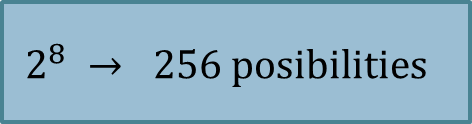 2⁸ → 256 posibilities